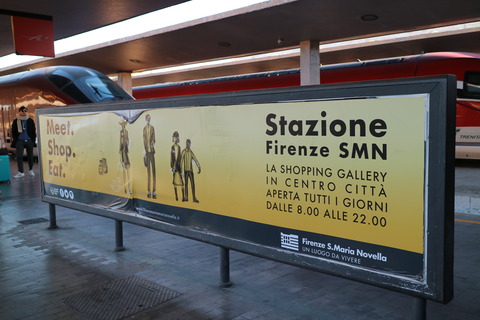 Meet.
Shop.
Eat.
Stazione
Firenze SMN
LA SHOPPING GALLERY
IN CENTRO CITTÀ
APERTA TUTTI I GIORNI
DALLE 8.00 ALLE 22.00
Firenze S.Maria Novella
UN LUOGO DA VIVERE